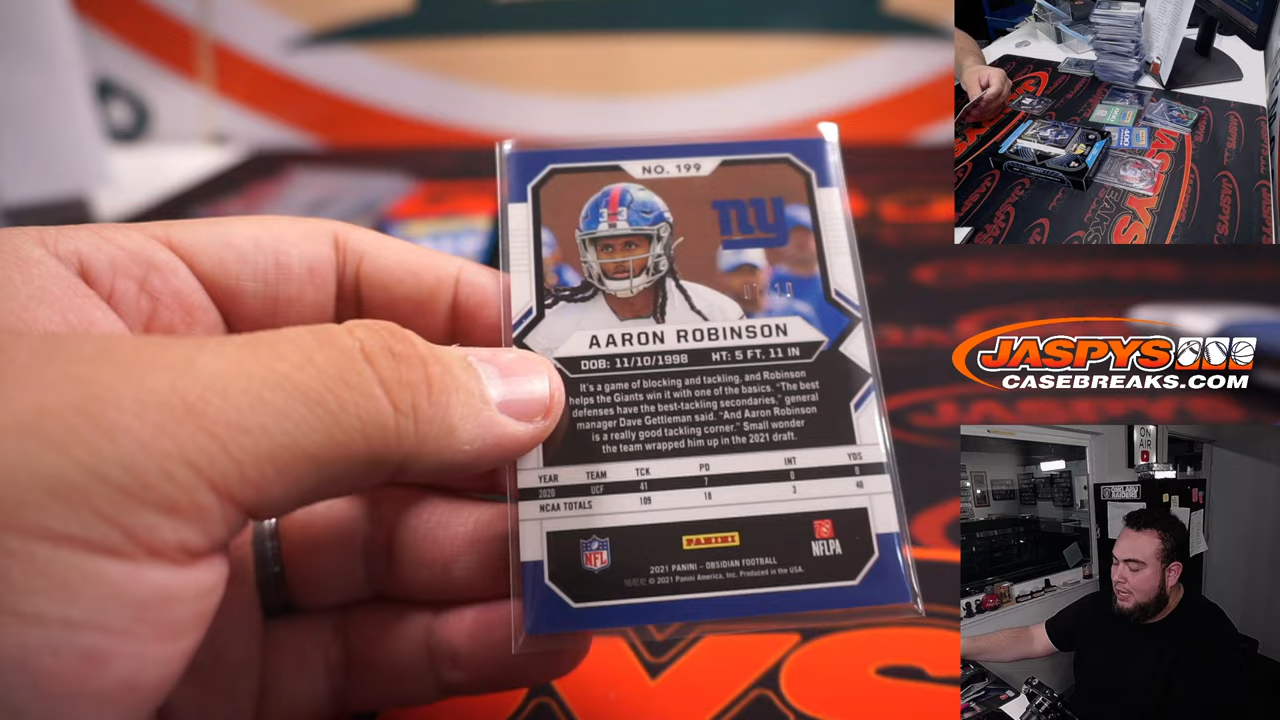 NO. 199
33
ny
AARON ROBINSON
DOB: 11/10/1998 HT: 5 FT, 11 IN
It's a game of blocking and tackling, and Robinson
helps the Giants win it with one of the basics. "The best
defenses have the best-tackling secondaries," general
manager Dave Gettleman said. "And Aaron Robinson
is a really good tackling corner." Small wonder
the team wrapped him up in the 2021 draft.
YEAR TEAM TCK PD INT YDS
2020 UCF 41 7 0 0
NCAA TOTALS 109 18 3 40
NFL
PANINI
NFLPA
2021 PANINI – OBSIDIAN FOOTBALL
© 2021 Panini America, Inc. Produced in the USA.
JASPYS
CASEBREAKS.COM
ON
AIR